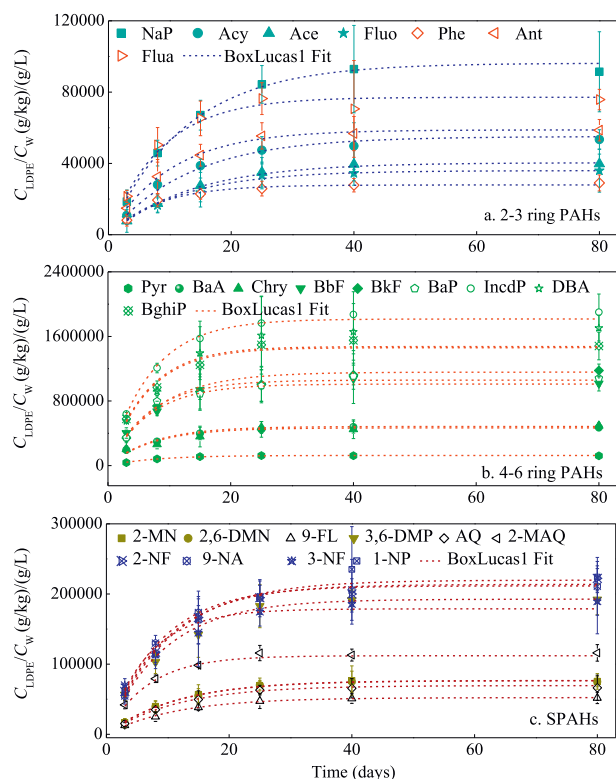 120000
NaP Acy Ace Fluo Phe Ant
Flua BoxLucas1 Fit
80000
40000
0
C_LDPE/C_W (g/kg)/(g/L)
a. 2-3 ring PAHs
0 20 40 60 80
2400000
Pyr BaA Chry BbF BkF BaP IncdP DBA
BghiP BoxLucas1 Fit
1600000
800000
0
C_LDPE/C_W (g/kg)/(g/L)
b. 4-6 ring PAHs
0 20 40 60 80
300000
2-MN 2,6-DMN 9-FL 3,6-DMP AQ 2-MAQ
2-NF 9-NA 3-NF 1-NP BoxLucas1 Fit
200000
100000
0
C_LDPE/C_W (g/kg)/(g/L)
c. SPAHs
0 20 40 60 80
Time (days)